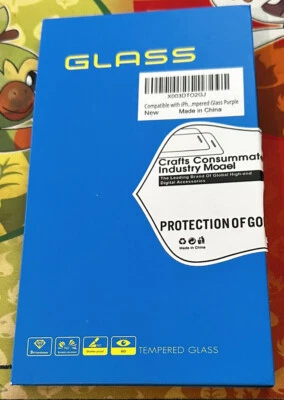 GLASS
X003DTO2GJ
Compatible with iPh...mpered Glass Purple
New Made in China
Crafts Consummate
Industry Model
The Leading Brand Of Global High-end
Digital Accessories
PROTECTION OF GO
Made in China
TEMPERED GLASS